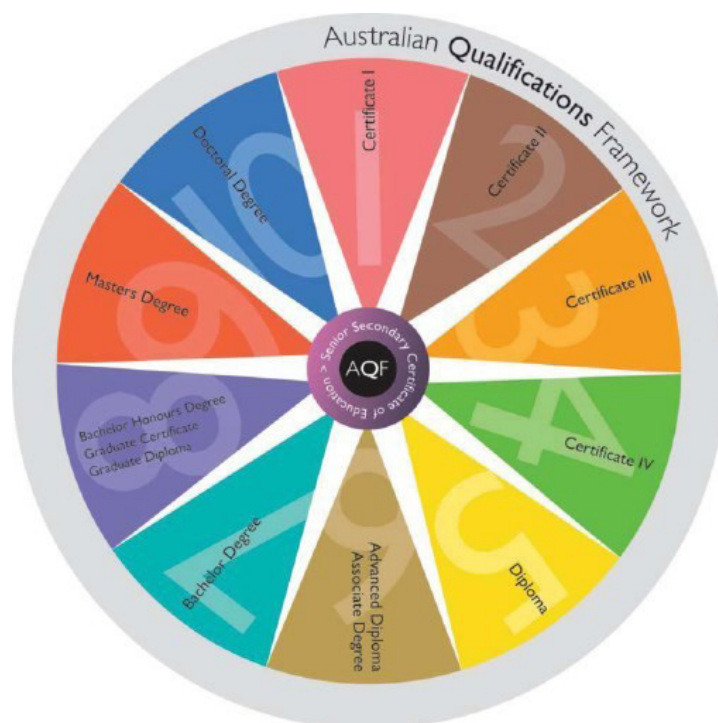 Australian Qualifications Framework
Certificate I
1
Certificate II
2
Certificate III
3
Certificate IV
4
Diploma
5
Advanced Diploma
Associate Degree
6
Bachelor Degree
7
Bachelor Honours Degree
Graduate Certificate
Graduate Diploma
8
Masters Degree
9
Doctoral Degree
10
Senior Secondary Certificate of Education <
AQF